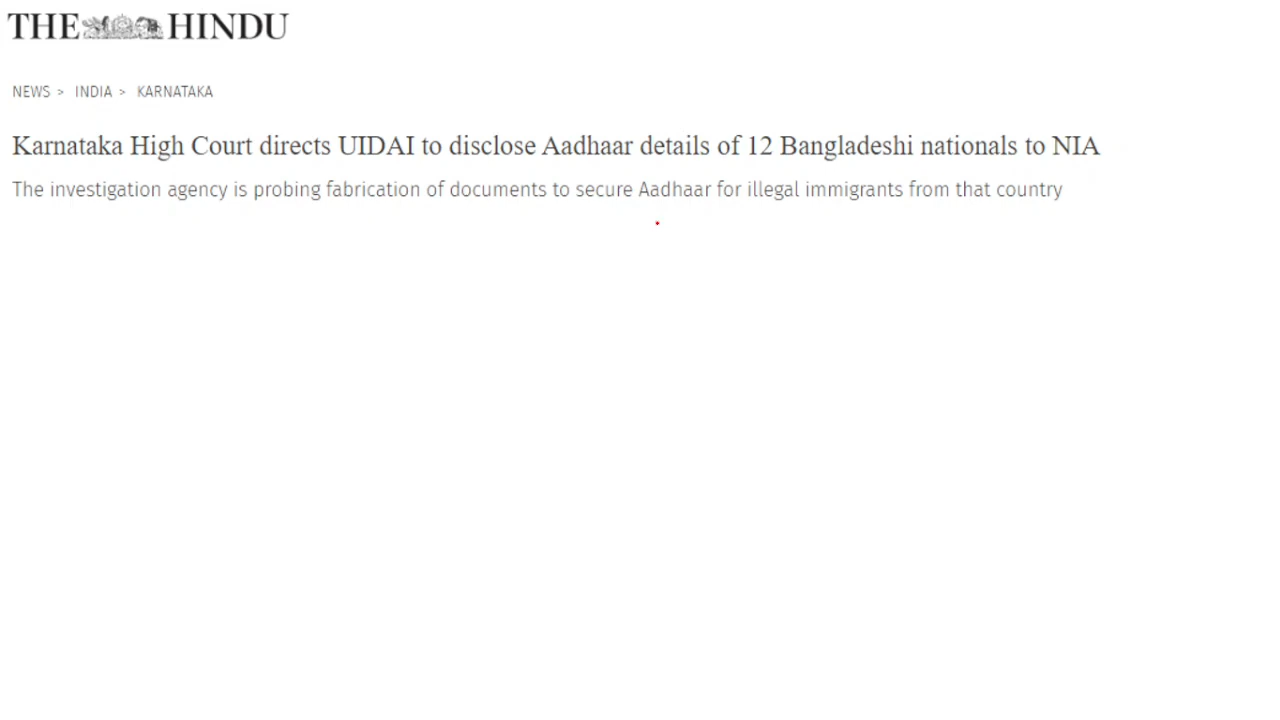 THE HINDU
NEWS > INDIA > KARNATAKA
Karnataka High Court directs UIDAI to disclose Aadhaar details of 12 Bangladeshi nationals to NIA
The investigation agency is probing fabrication of documents to secure Aadhaar for illegal immigrants from that country